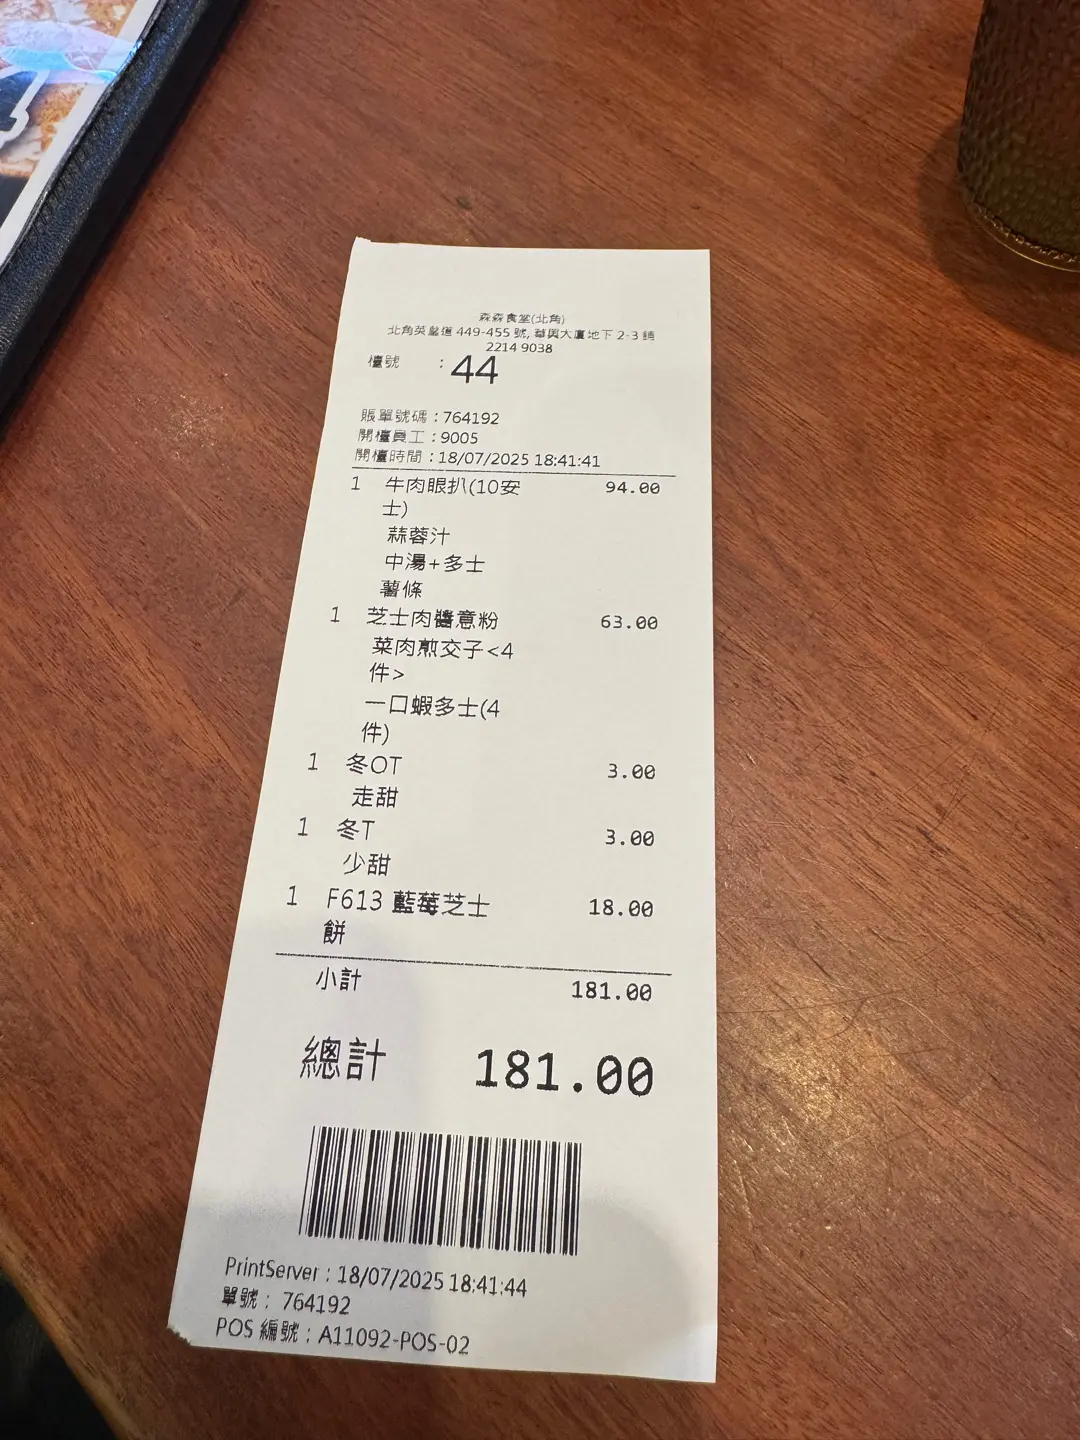 森森食堂(北角)
北角英皇道 449-455 號, 華興大廈地下 2-3 舖
2214 9038
檯號 : 44
賬單號碼 : 764192
開檯員工 : 9005
開檯時間 : 18/07/2025 18:41:41
1 牛肉眼扒(10安 94.00
士)
蒜蓉汁
中湯+多士
薯條
1 芝士肉醬意粉 63.00
菜肉煎交子<4
件>
一口蝦多士(4
件)
1 冬OT 3.00
走甜
1 冬T 3.00
少甜
1 F613 藍莓芝士 18.00
餅
小計 181.00
總計 181.00
PrintServer : 18/07/2025 18:41:44
單號 : 764192
POS 編號 : A11092-POS-02